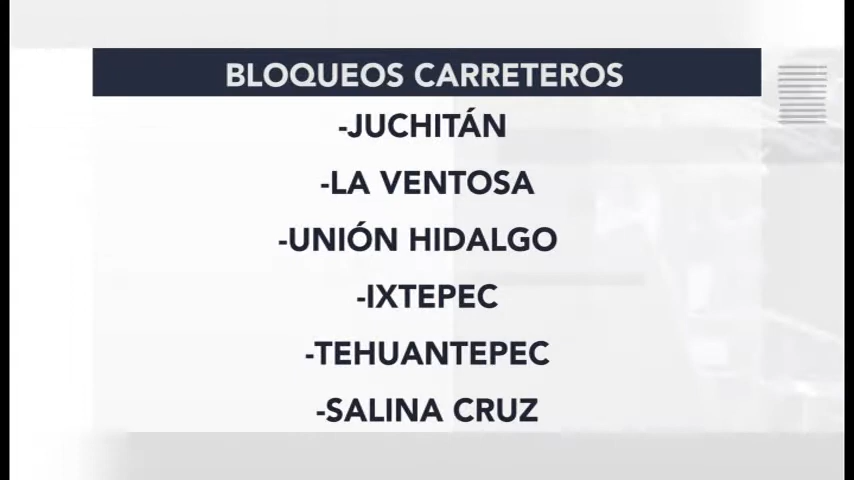 BLOQUEOS CARRETEROS
-JUCHITÁN
-LA VENTOSA
-UNIÓN HIDALGO
-IXTEPEC
-TEHUANTEPEC
-SALINA CRUZ